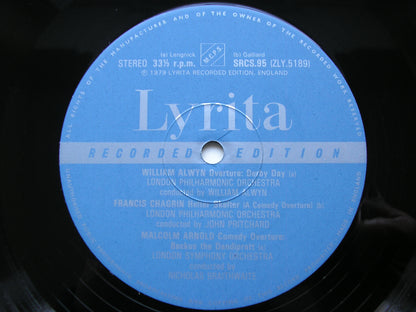 ALL RIGHTS OF THE MANUFACTURER AND OF THE OWNER OF THE RECORDED WORK RESERVED
(a) Lengnick
(b) Galliard
M.C.P.S.
STEREO 33⅓ r.p.m.
SRCS.95 (ZLY.5189)
℗ 1979 LYRITA RECORDED EDITION, ENGLAND
Lyrita
RECORDED EDITION
WILLIAM ALWYN Overture: Derby Day (a)
LONDON PHILHARMONIC ORCHESTRA
conducted by WILLIAM ALWYN
FRANCIS CHAGRIN Helter Skelter (A Comedy Overture) (b)
LONDON PHILHARMONIC ORCHESTRA
conducted by JOHN PRITCHARD
MALCOLM ARNOLD Comedy Overture:
Beckus the Dandipratt (a)
LONDON SYMPHONY ORCHESTRA
conducted by
NICHOLAS BRAITHWAITE